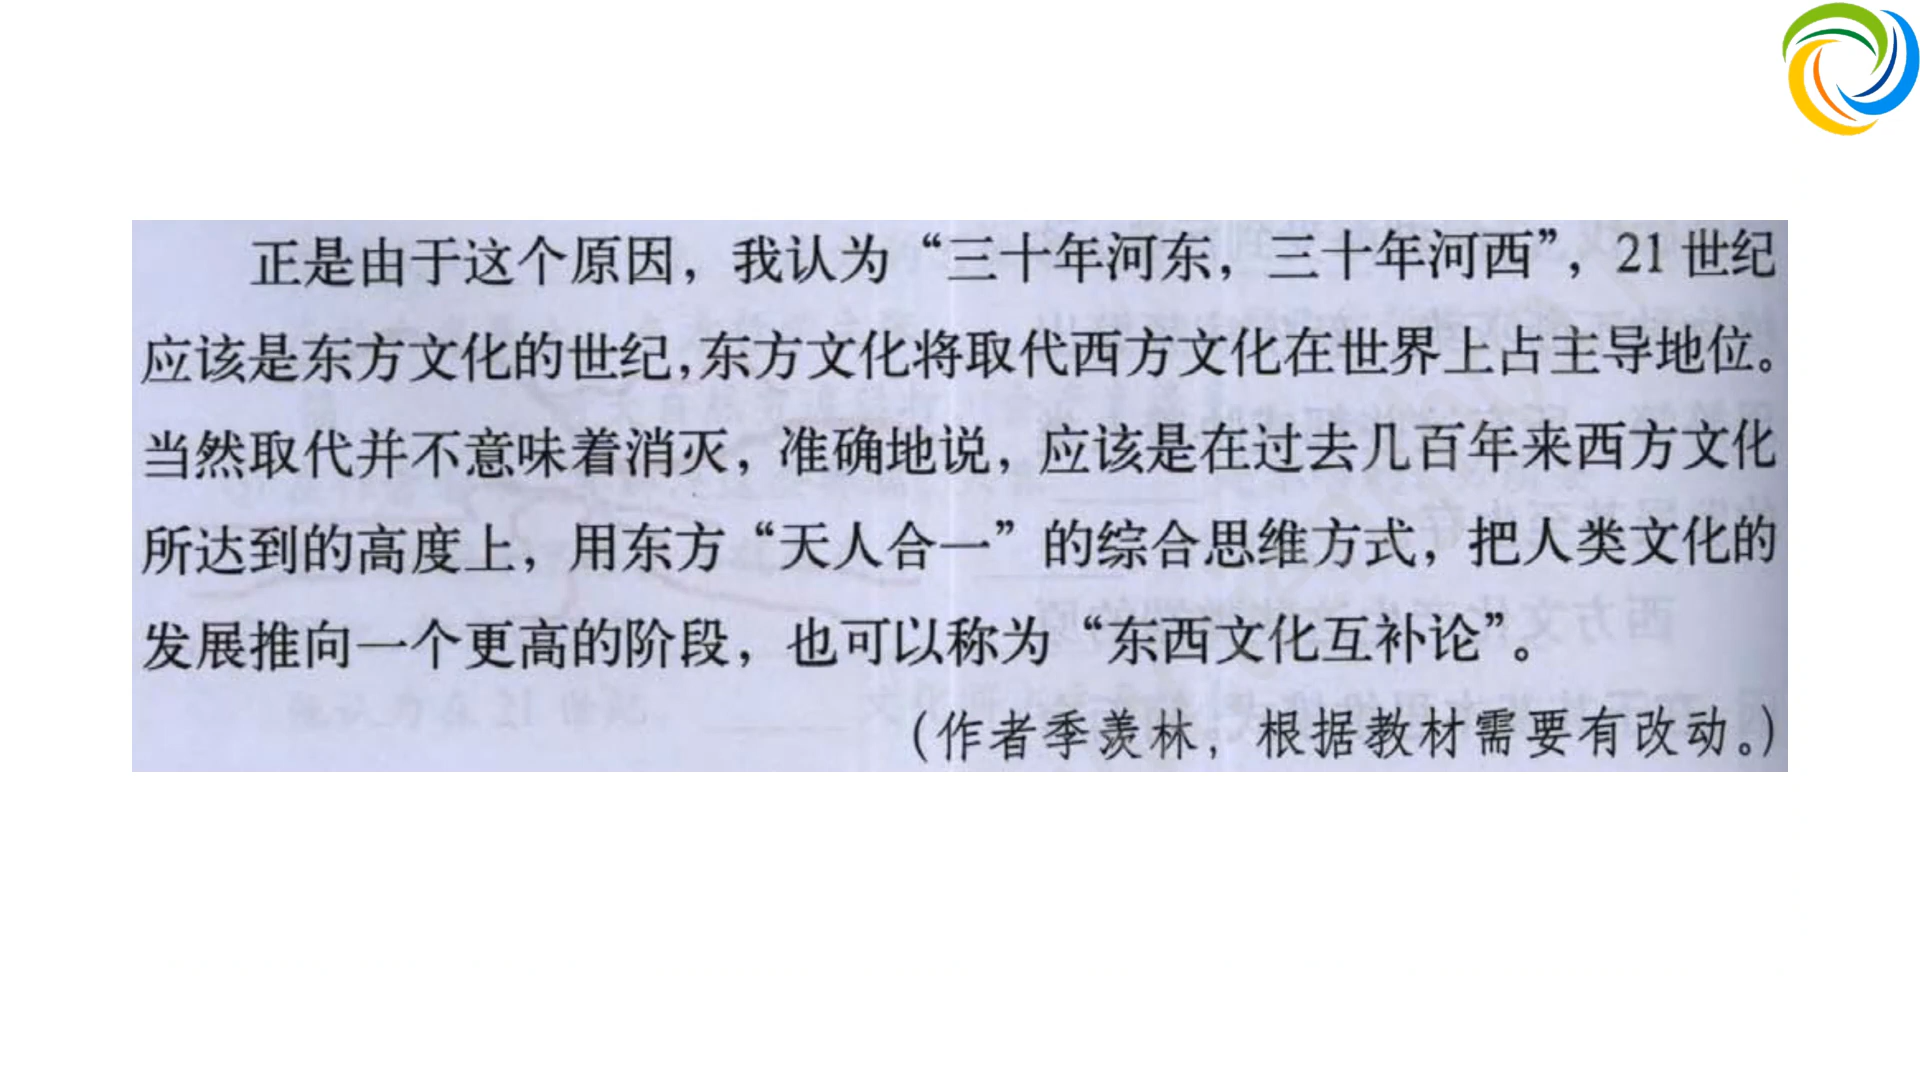 正是由于这个原因，我认为“三十年河东，三十年河西”，21世纪
应该是东方文化的世纪，东方文化将取代西方文化在世界上占主导地位。
当然取代并不意味着消灭，准确地说，应该是在过去几百年来西方文化
所达到的高度上，用东方“天人合一”的综合思维方式，把人类文化的
发展推向一个更高的阶段，也可以称为“东西文化互补论”。
（作者季羡林，根据教材需要有改动。）